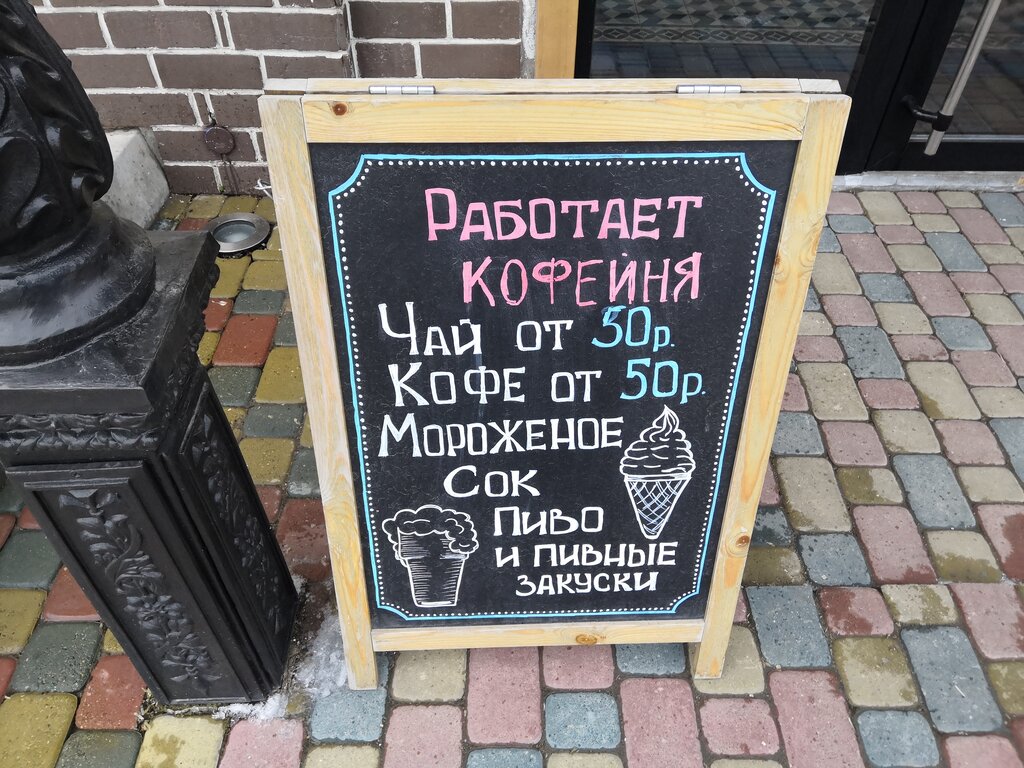 РАБОТАЕТ
КОФЕЙНЯ
ЧАЙ ОТ 50р.
КОФЕ ОТ 50р.
МОРОЖЕНОЕ
СОК
ПИВО
И ПИВНЫЕ
ЗАКУСКИ